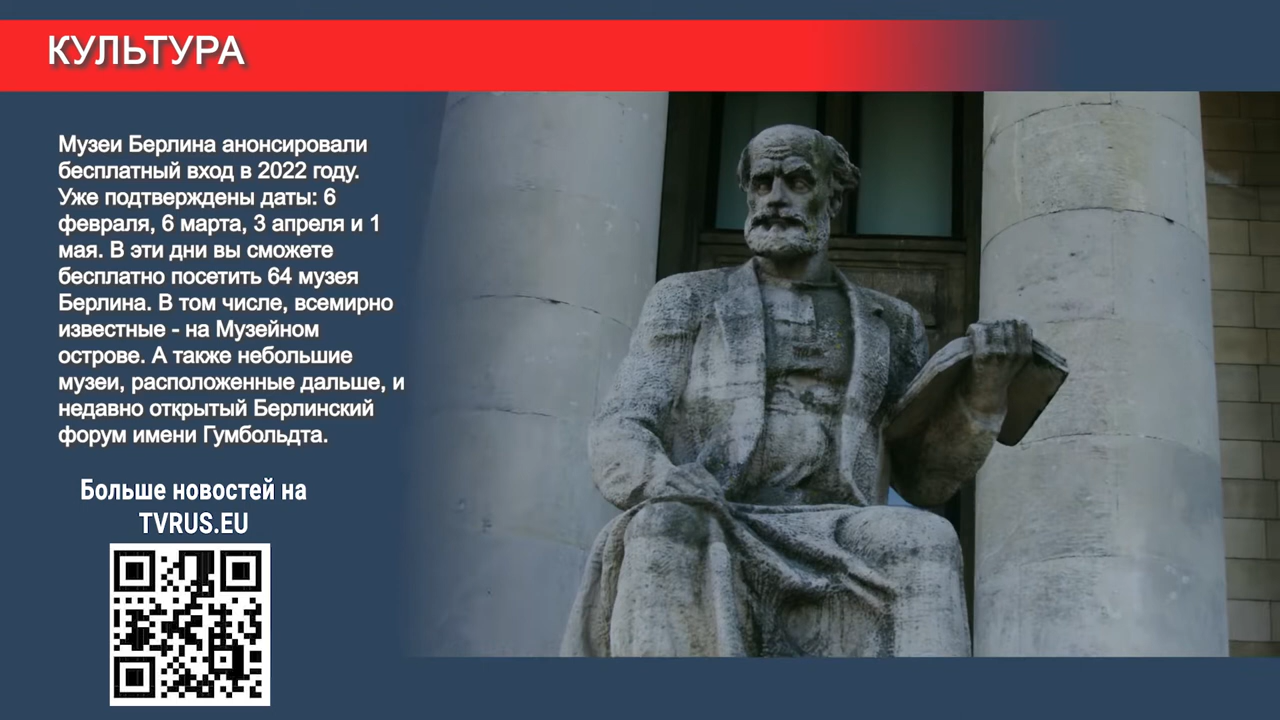 КУЛЬТУРА
Музеи Берлина анонсировали
бесплатный вход в 2022 году.
Уже подтверждены даты: 6
февраля, 6 марта, 3 апреля и 1
мая. В эти дни вы сможете
бесплатно посетить 64 музея
Берлина. В том числе, всемирно
известные - на Музейном
острове. А также небольшие
музеи, расположенные дальше, и
недавно открытый Берлинский
форум имени Гумбольдта.
Больше новостей на
TVRUS.EU